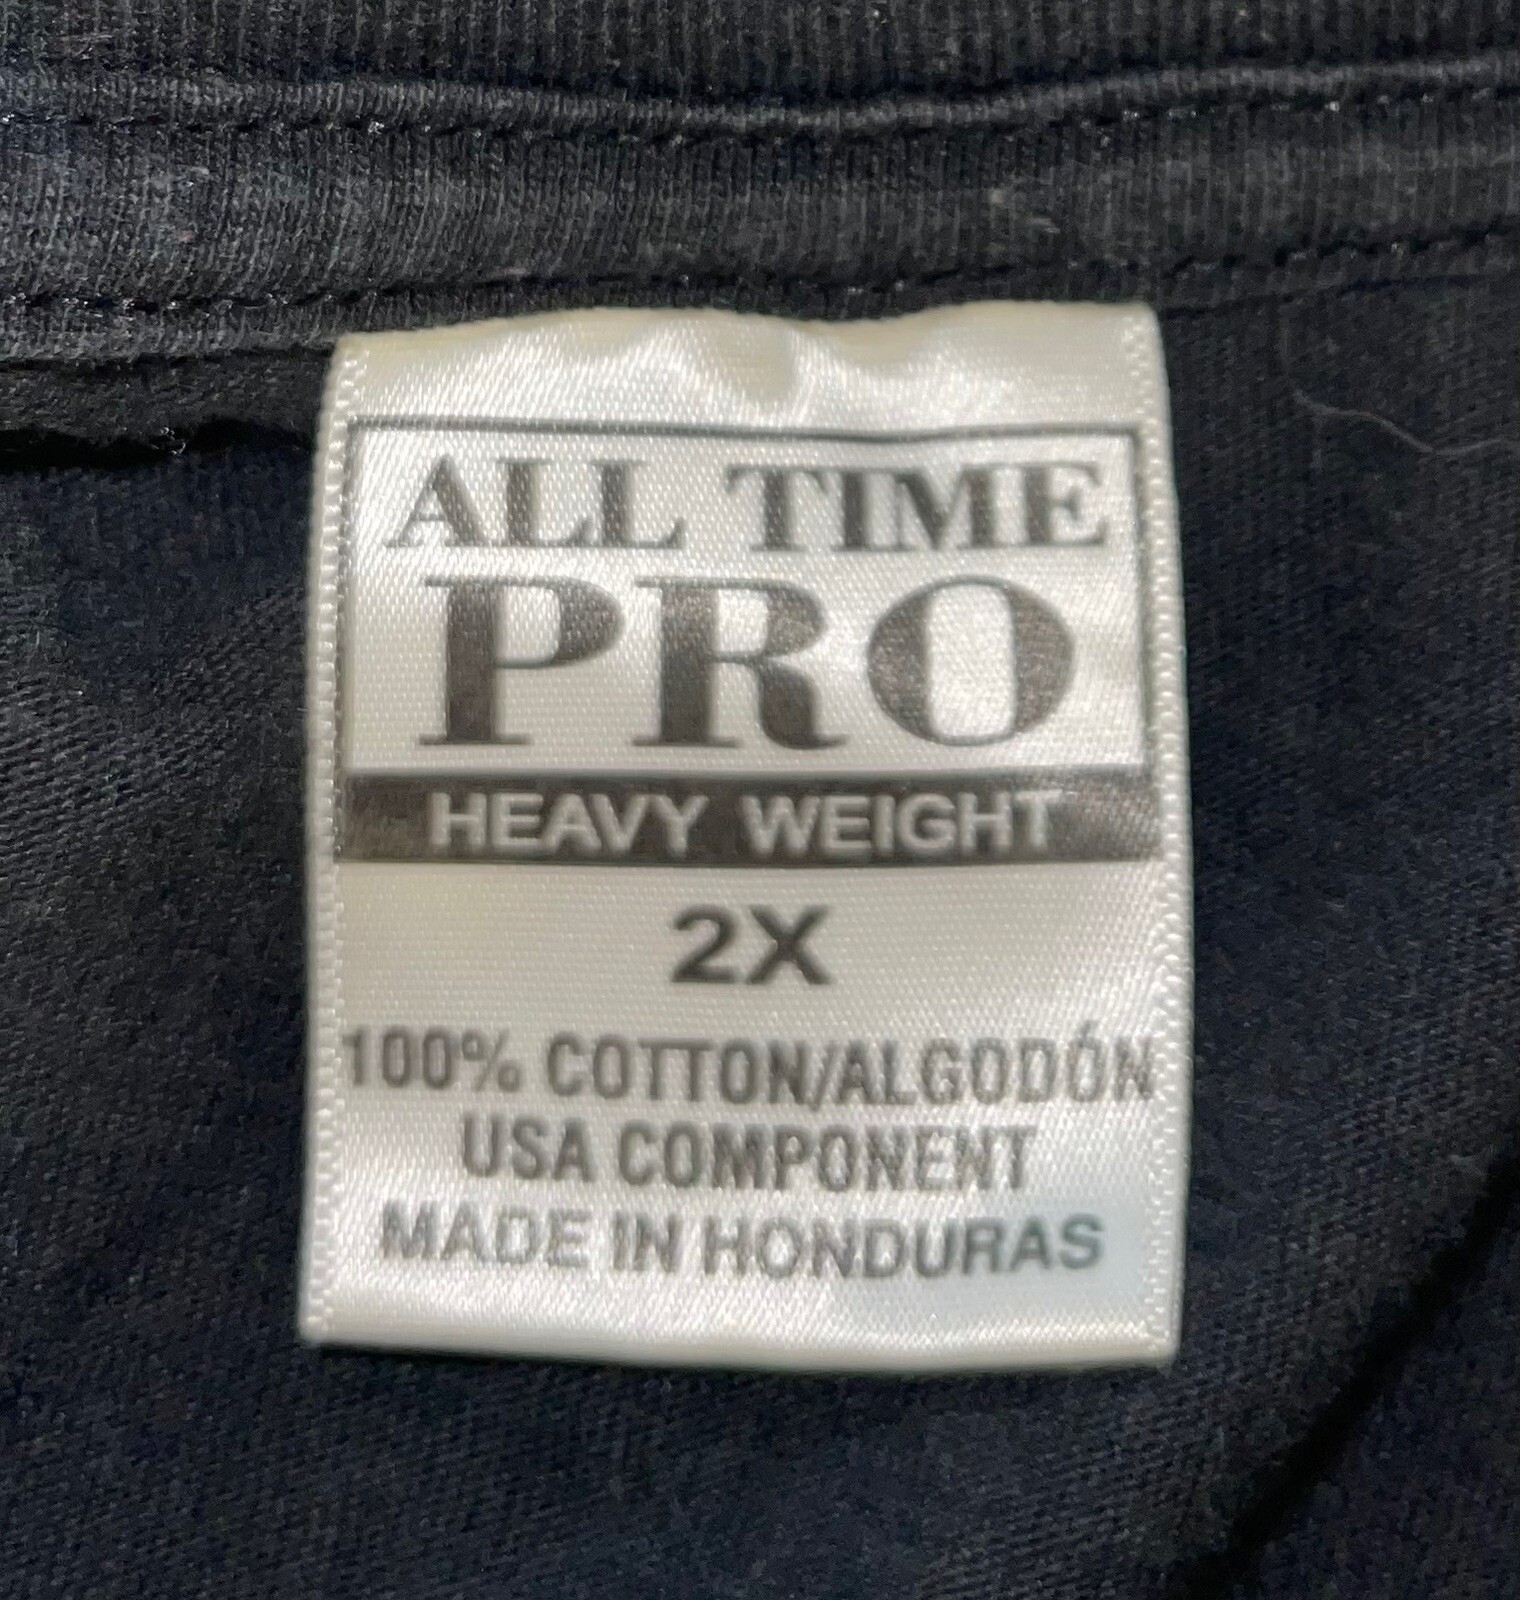 ALL TIME
PRO
HEAVY WEIGHT
2X
100% COTTON/ALGODÓN
USA COMPONENT
MADE IN HONDURAS